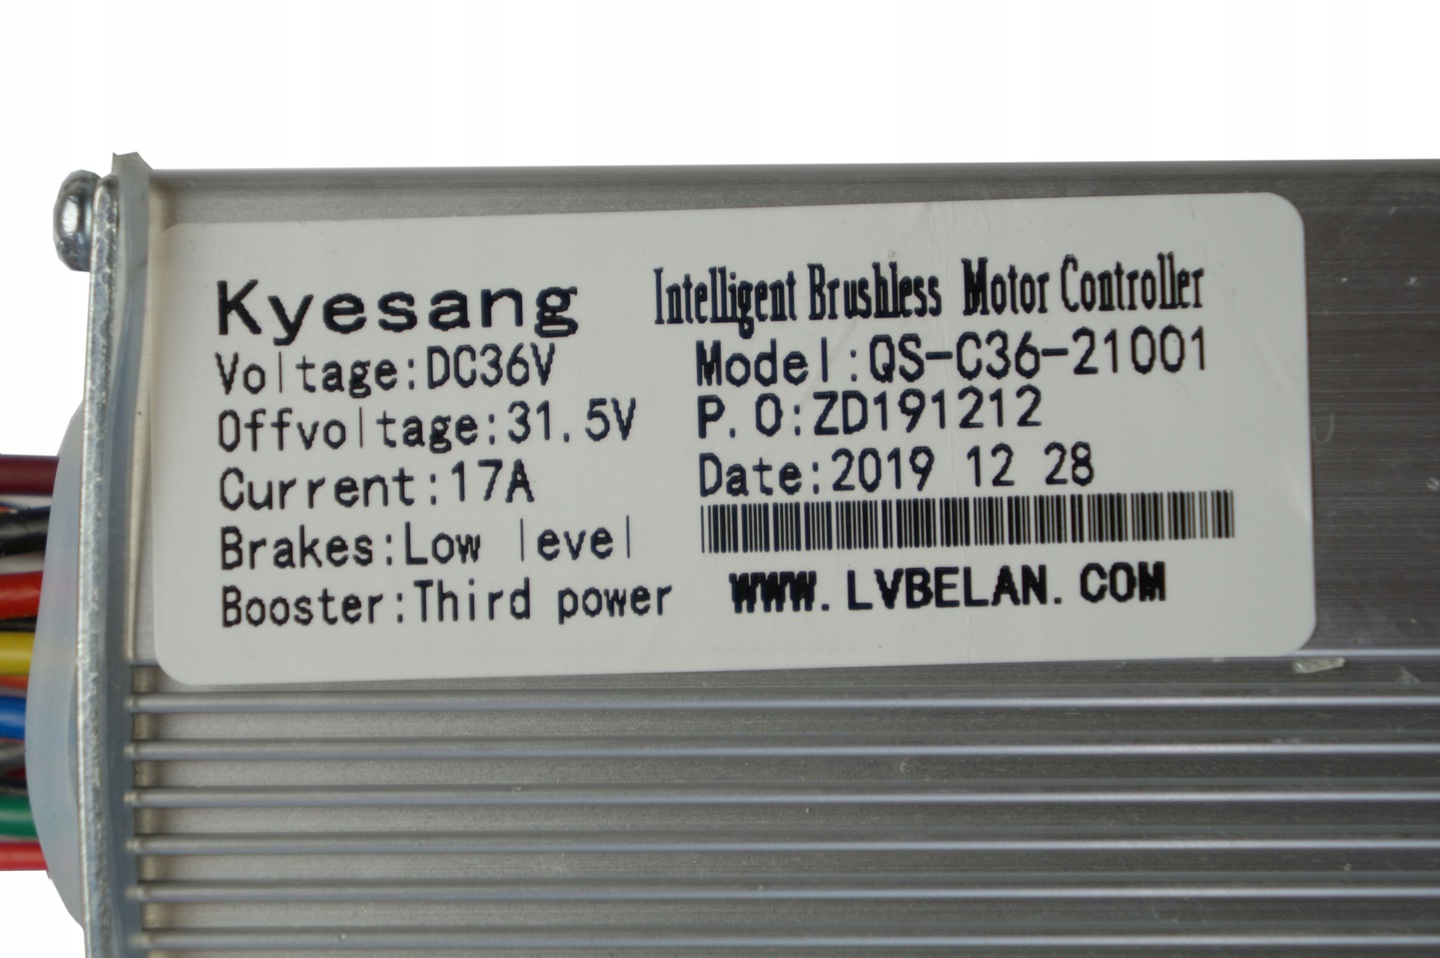 Kyesang
Voltage:DC36V
Offvoltage:31.5V
Current:17A
Brakes:Low level
Booster:Third power
Intelligent Brushless Motor Controller
Model:QS-C36-21001
P.O:ZD191212
Date:2019 12 28
WWW.LVBELAN.COM